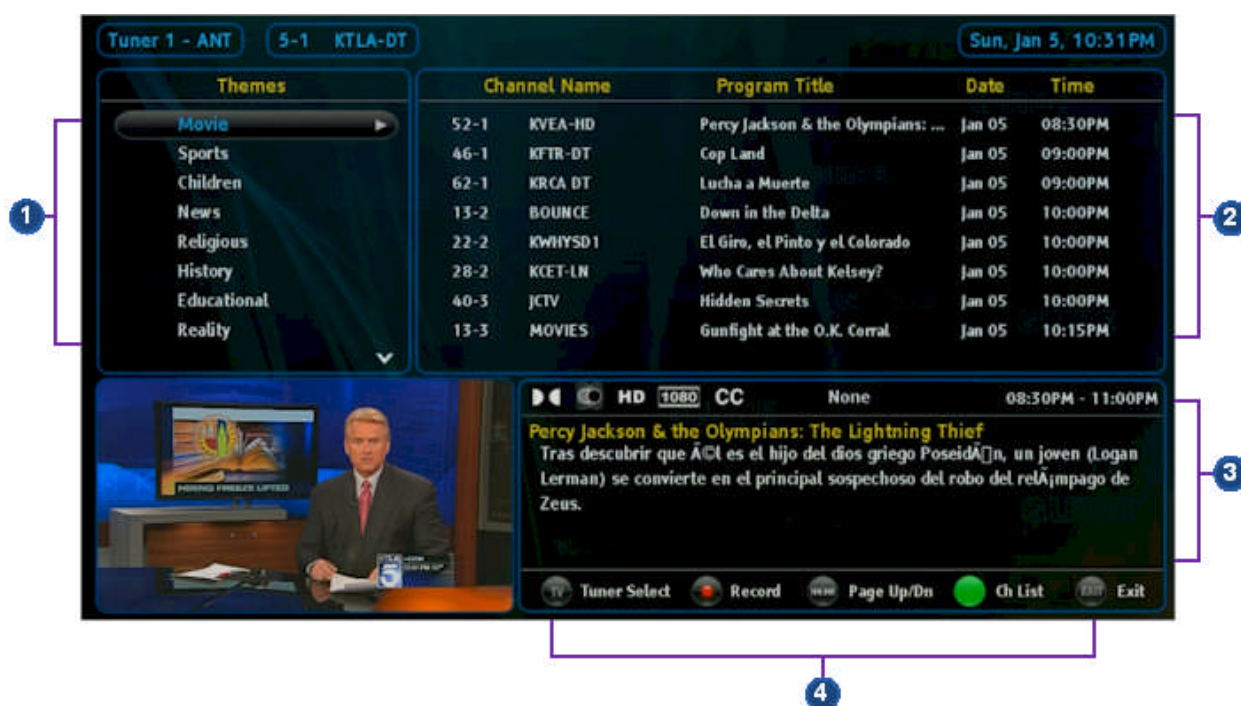 Tuner 1 - ANT
5-1 KTLA-DT
Sun, Jan 5, 10:31PM
Themes
Channel Name Program Title Date Time
Movie
Sports
Children
News
Religious
History
Educational
Reality
52-1 KVEA-HD Percy Jackson & the Olympians: ... Jan 05 08:30PM
46-1 KFTR-DT Cop Land Jan 05 09:00PM
62-1 KRCA DT Lucha a Muerte Jan 05 09:00PM
13-2 BOUNCE Down in the Delta Jan 05 10:00PM
22-2 KWHYSD1 El Giro, el Pinto y el Colorado Jan 05 10:00PM
28-2 KCET-LN Who Cares About Kelsey? Jan 05 10:00PM
40-3 JCTV Hidden Secrets Jan 05 10:00PM
13-3 MOVIES Gunfight at the O.K. Corral Jan 05 10:15PM
1
2
HIRING FREEZE LIFTED
KTLA
5
HD 1080 CC None 08:30PM - 11:00PM
Percy Jackson & the Olympians: The Lightning Thief
Tras descubrir que Ã©l es el hijo del dios griego PoseidÃ▯n, un joven (Logan
Lerman) se convierte en el principal sospechoso del robo del relÃ¡mpago de
Zeus.
3
TV Tuner Select Record MENU Page Up/Dn Ch List EXIT Exit
4